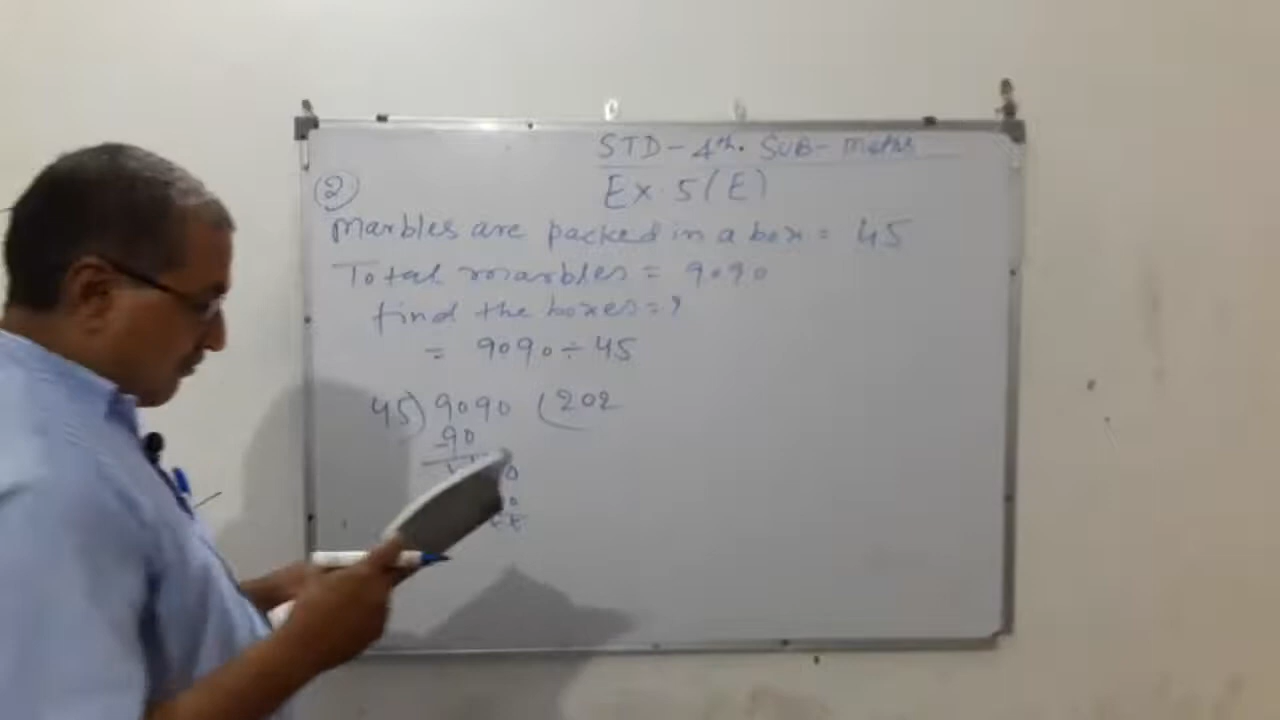 STD - 4th. SUB - maths
Ex. 5(E)
2
Marbles are packed in a box = 45
Total marbles = 9090
find the boxes = ?
= 9090 ÷ 45
45) 9090 (202
-90